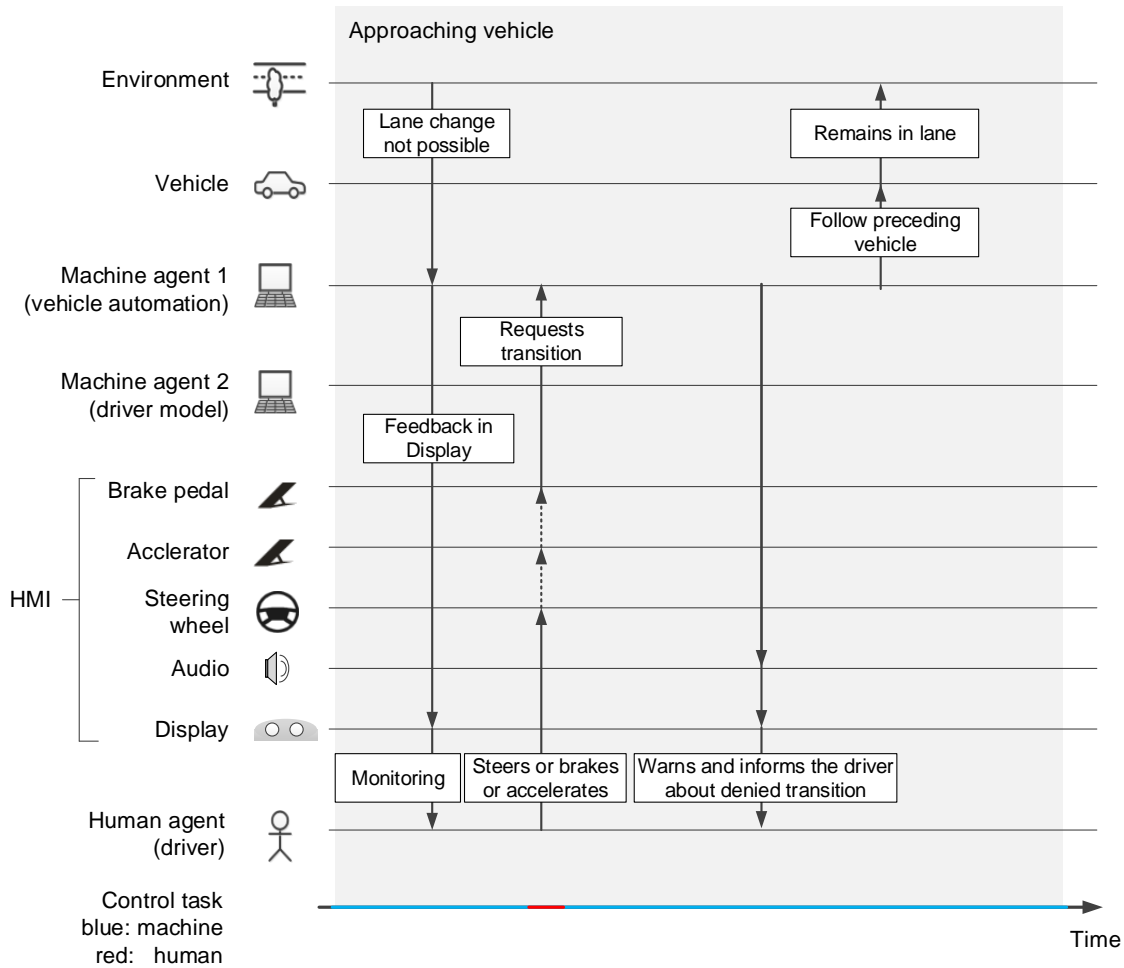 Approaching vehicle
Environment
Lane change
not possible
Remains in lane
Vehicle
Follow preceding
vehicle
Machine agent 1
(vehicle automation)
Requests
transition
Machine agent 2
(driver model)
Feedback in
Display
Brake pedal
Acclerator
HMI
Steering
wheel
Audio
Display
Monitoring
Steers or brakes
or accelerates
Warns and informs the driver
about denied transition
Human agent
(driver)
Control task
blue: machine
red: human
Time